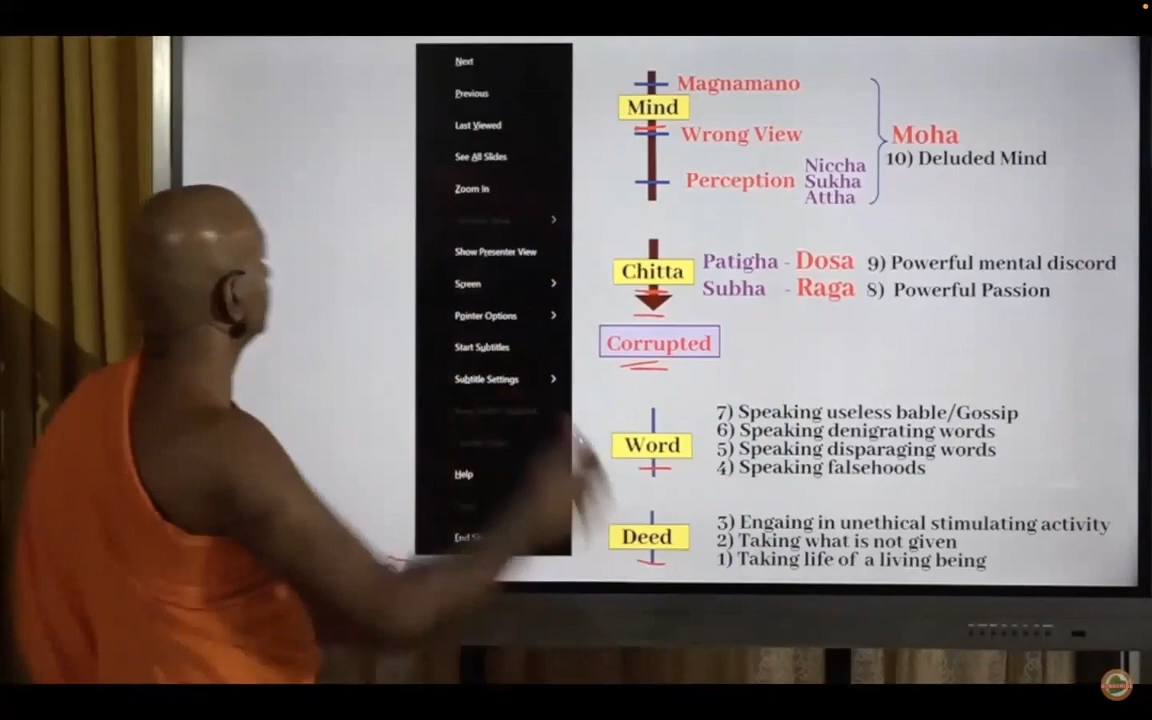 Next
Previous
Last Viewed
See All Slides
Zoom In
Show Presenter View
Screen
Pointer Options
Start Subtitles
Subtitle Settings
Help
Magnamano
Mind
Wrong View
Perception
Niccha
Sukha
Attha
Moha
10) Deluded Mind
Chitta
Patigha - Dosa 9) Powerful mental discord
Subha - Raga 8) Powerful Passion
Corrupted
Word
7) Speaking useless bable/Gossip
6) Speaking denigrating words
5) Speaking disparaging words
4) Speaking falsehoods
Deed
3) Engaing in unethical stimulating activity
2) Taking what is not given
1) Taking life of a living being